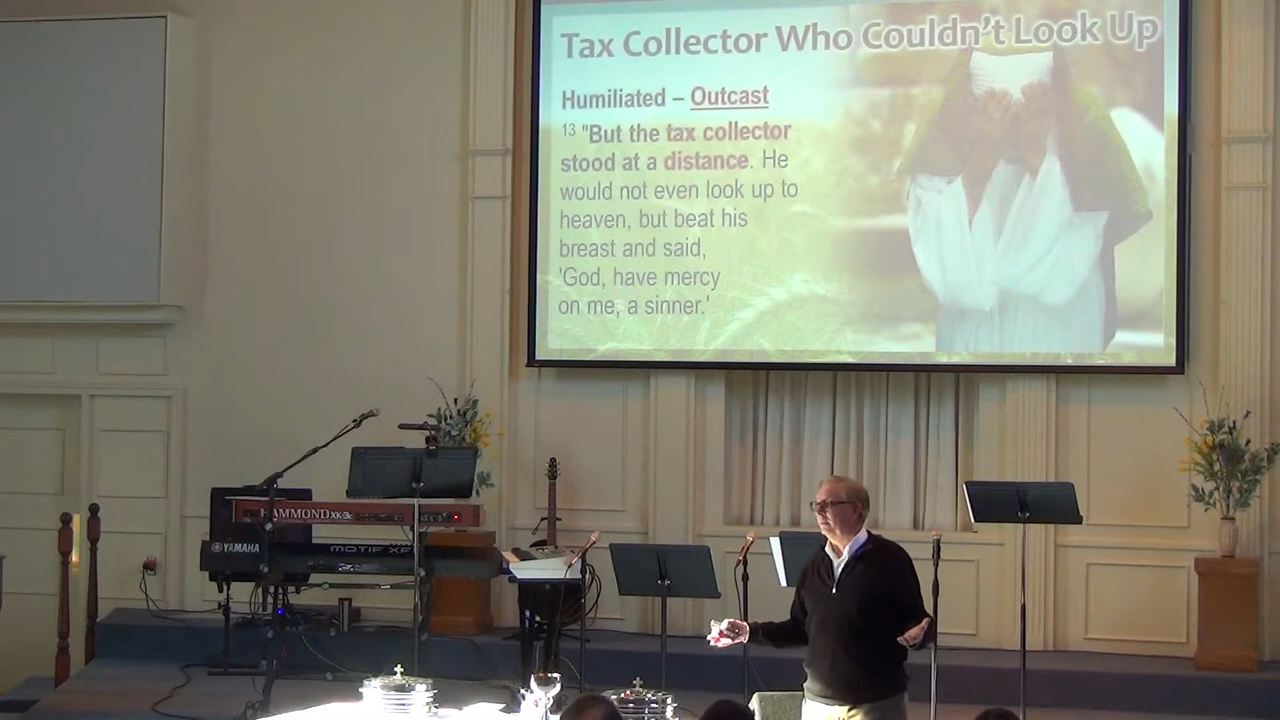 Tax Collector Who Couldn't Look Up
Humiliated – Outcast
13 "But the tax collector
stood at a distance. He
would not even look up to
heaven, but beat his
breast and said,
'God, have mercy
on me, a sinner.'
HAMMOND XK-3c
YAMAHA MOTIF XF